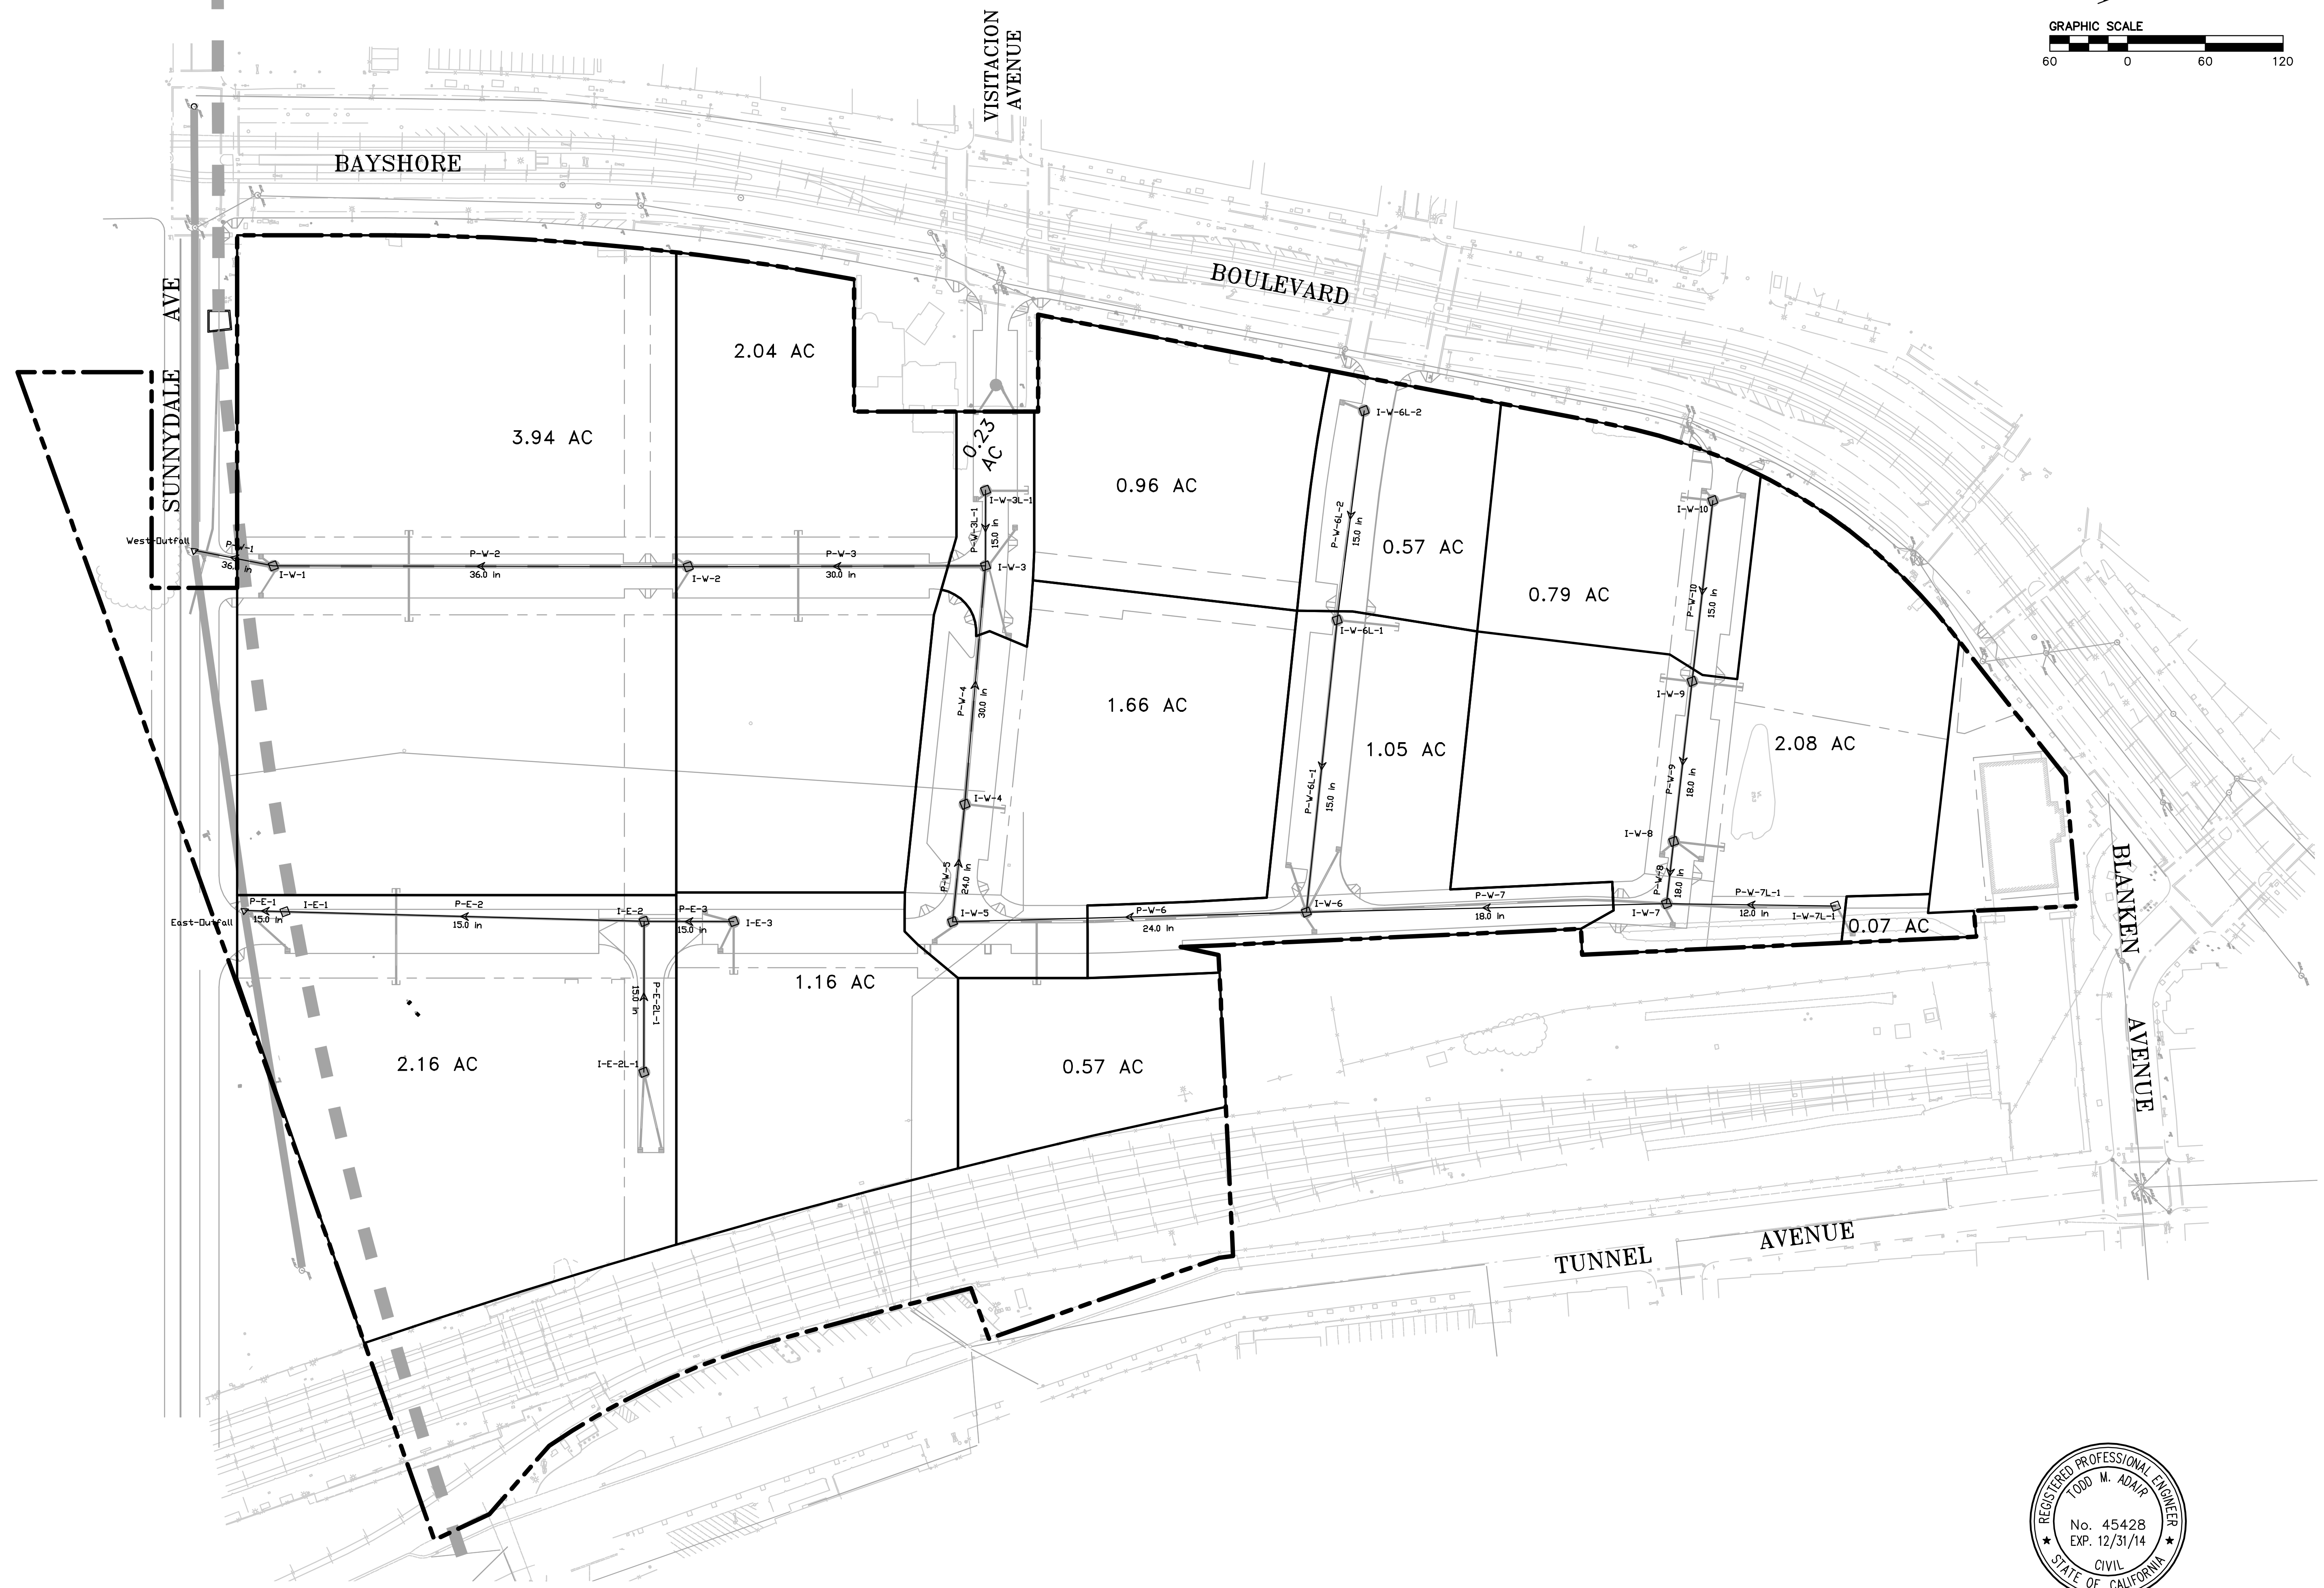 GRAPHIC SCALE
60 0 60 120
VISITACION
AVENUE
BAYSHORE
BOULEVARD
SUNNYDALE AVE
2.04 AC
3.94 AC
0.23
AC
0.96 AC
0.57 AC
0.79 AC
1.66 AC
1.05 AC
2.08 AC
0.07 AC
1.16 AC
2.16 AC
0.57 AC
I-W-6L-2
P-W-6L-2
15.0 in
I-W-6L-1
P-W-6L-1
15.0 in
I-W-3L-1
P-W-3L-1
15.0 in
I-W-10
P-W-10
15.0 in
I-W-9
P-W-9
18.0 in
I-W-8
P-W-8
18.0 in
West-Outfall
P-W-1
36.0 in
I-W-1
P-W-2
36.0 in
I-W-2
P-W-3
30.0 in
I-W-3
P-W-4
30.0 in
I-W-4
P-W-5
24.0 in
I-W-5
P-W-6
24.0 in
I-W-6
P-W-7
18.0 in
I-W-7
P-W-7L-1
12.0 in
I-W-7L-1
East-Outfall
P-E-1
15.0 in
I-E-1
P-E-2
15.0 in
I-E-2
P-E-3
15.0 in
I-E-3
P-E-2L-1
15.0 in
I-E-2L-1
BLANKEN
AVENUE
TUNNEL AVENUE
REGISTERED PROFESSIONAL ENGINEER
TODD M. ADAIR
No. 45428
EXP. 12/31/14
CIVIL
STATE OF CALIFORNIA